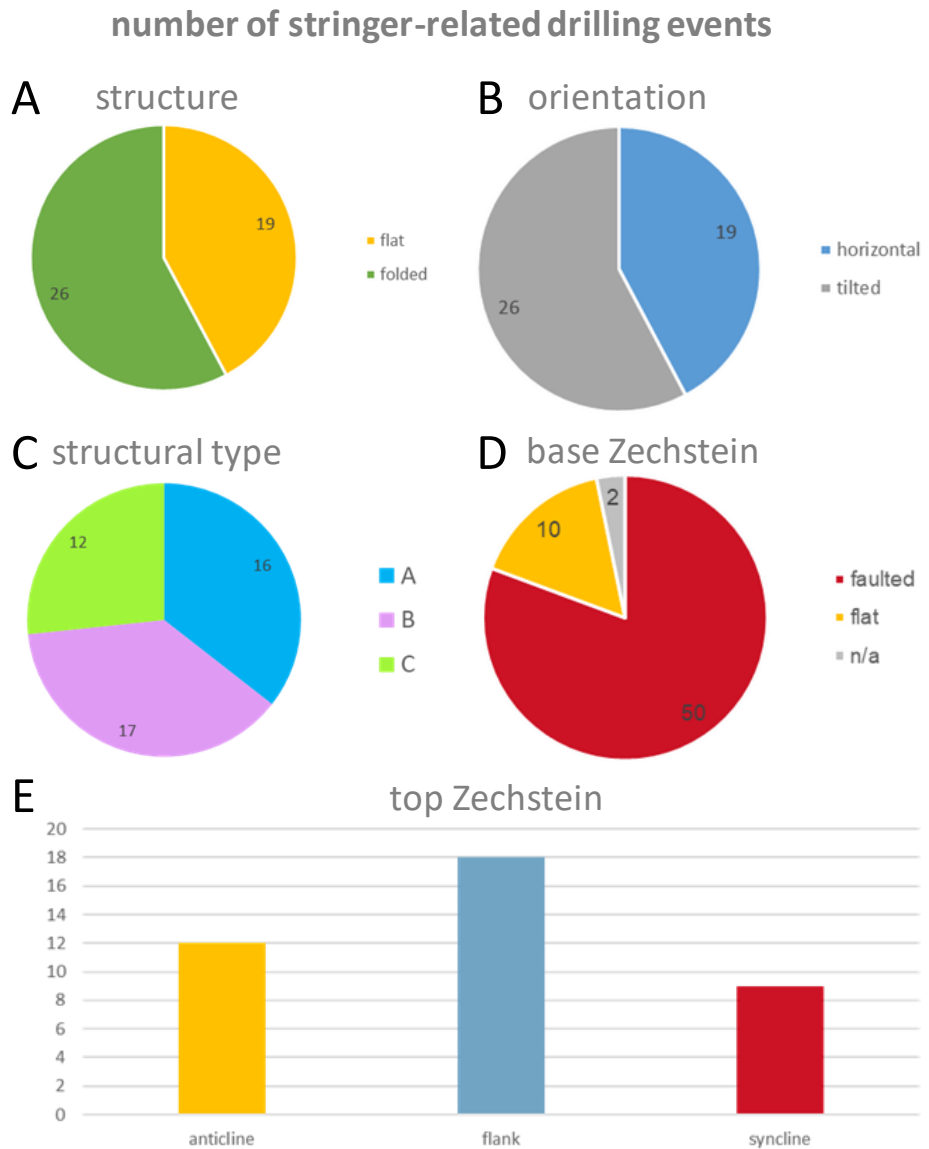 number of stringer-related drilling events
A structure
B orientation
19
26
flat
folded
19
26
horizontal
tilted
C structural type
D base Zechstein
12
16
17
A
B
C
2
10
50
faulted
flat
n/a
E
top Zechstein
20
18
16
14
12
10
8
6
4
2
0
anticline
flank
syncline